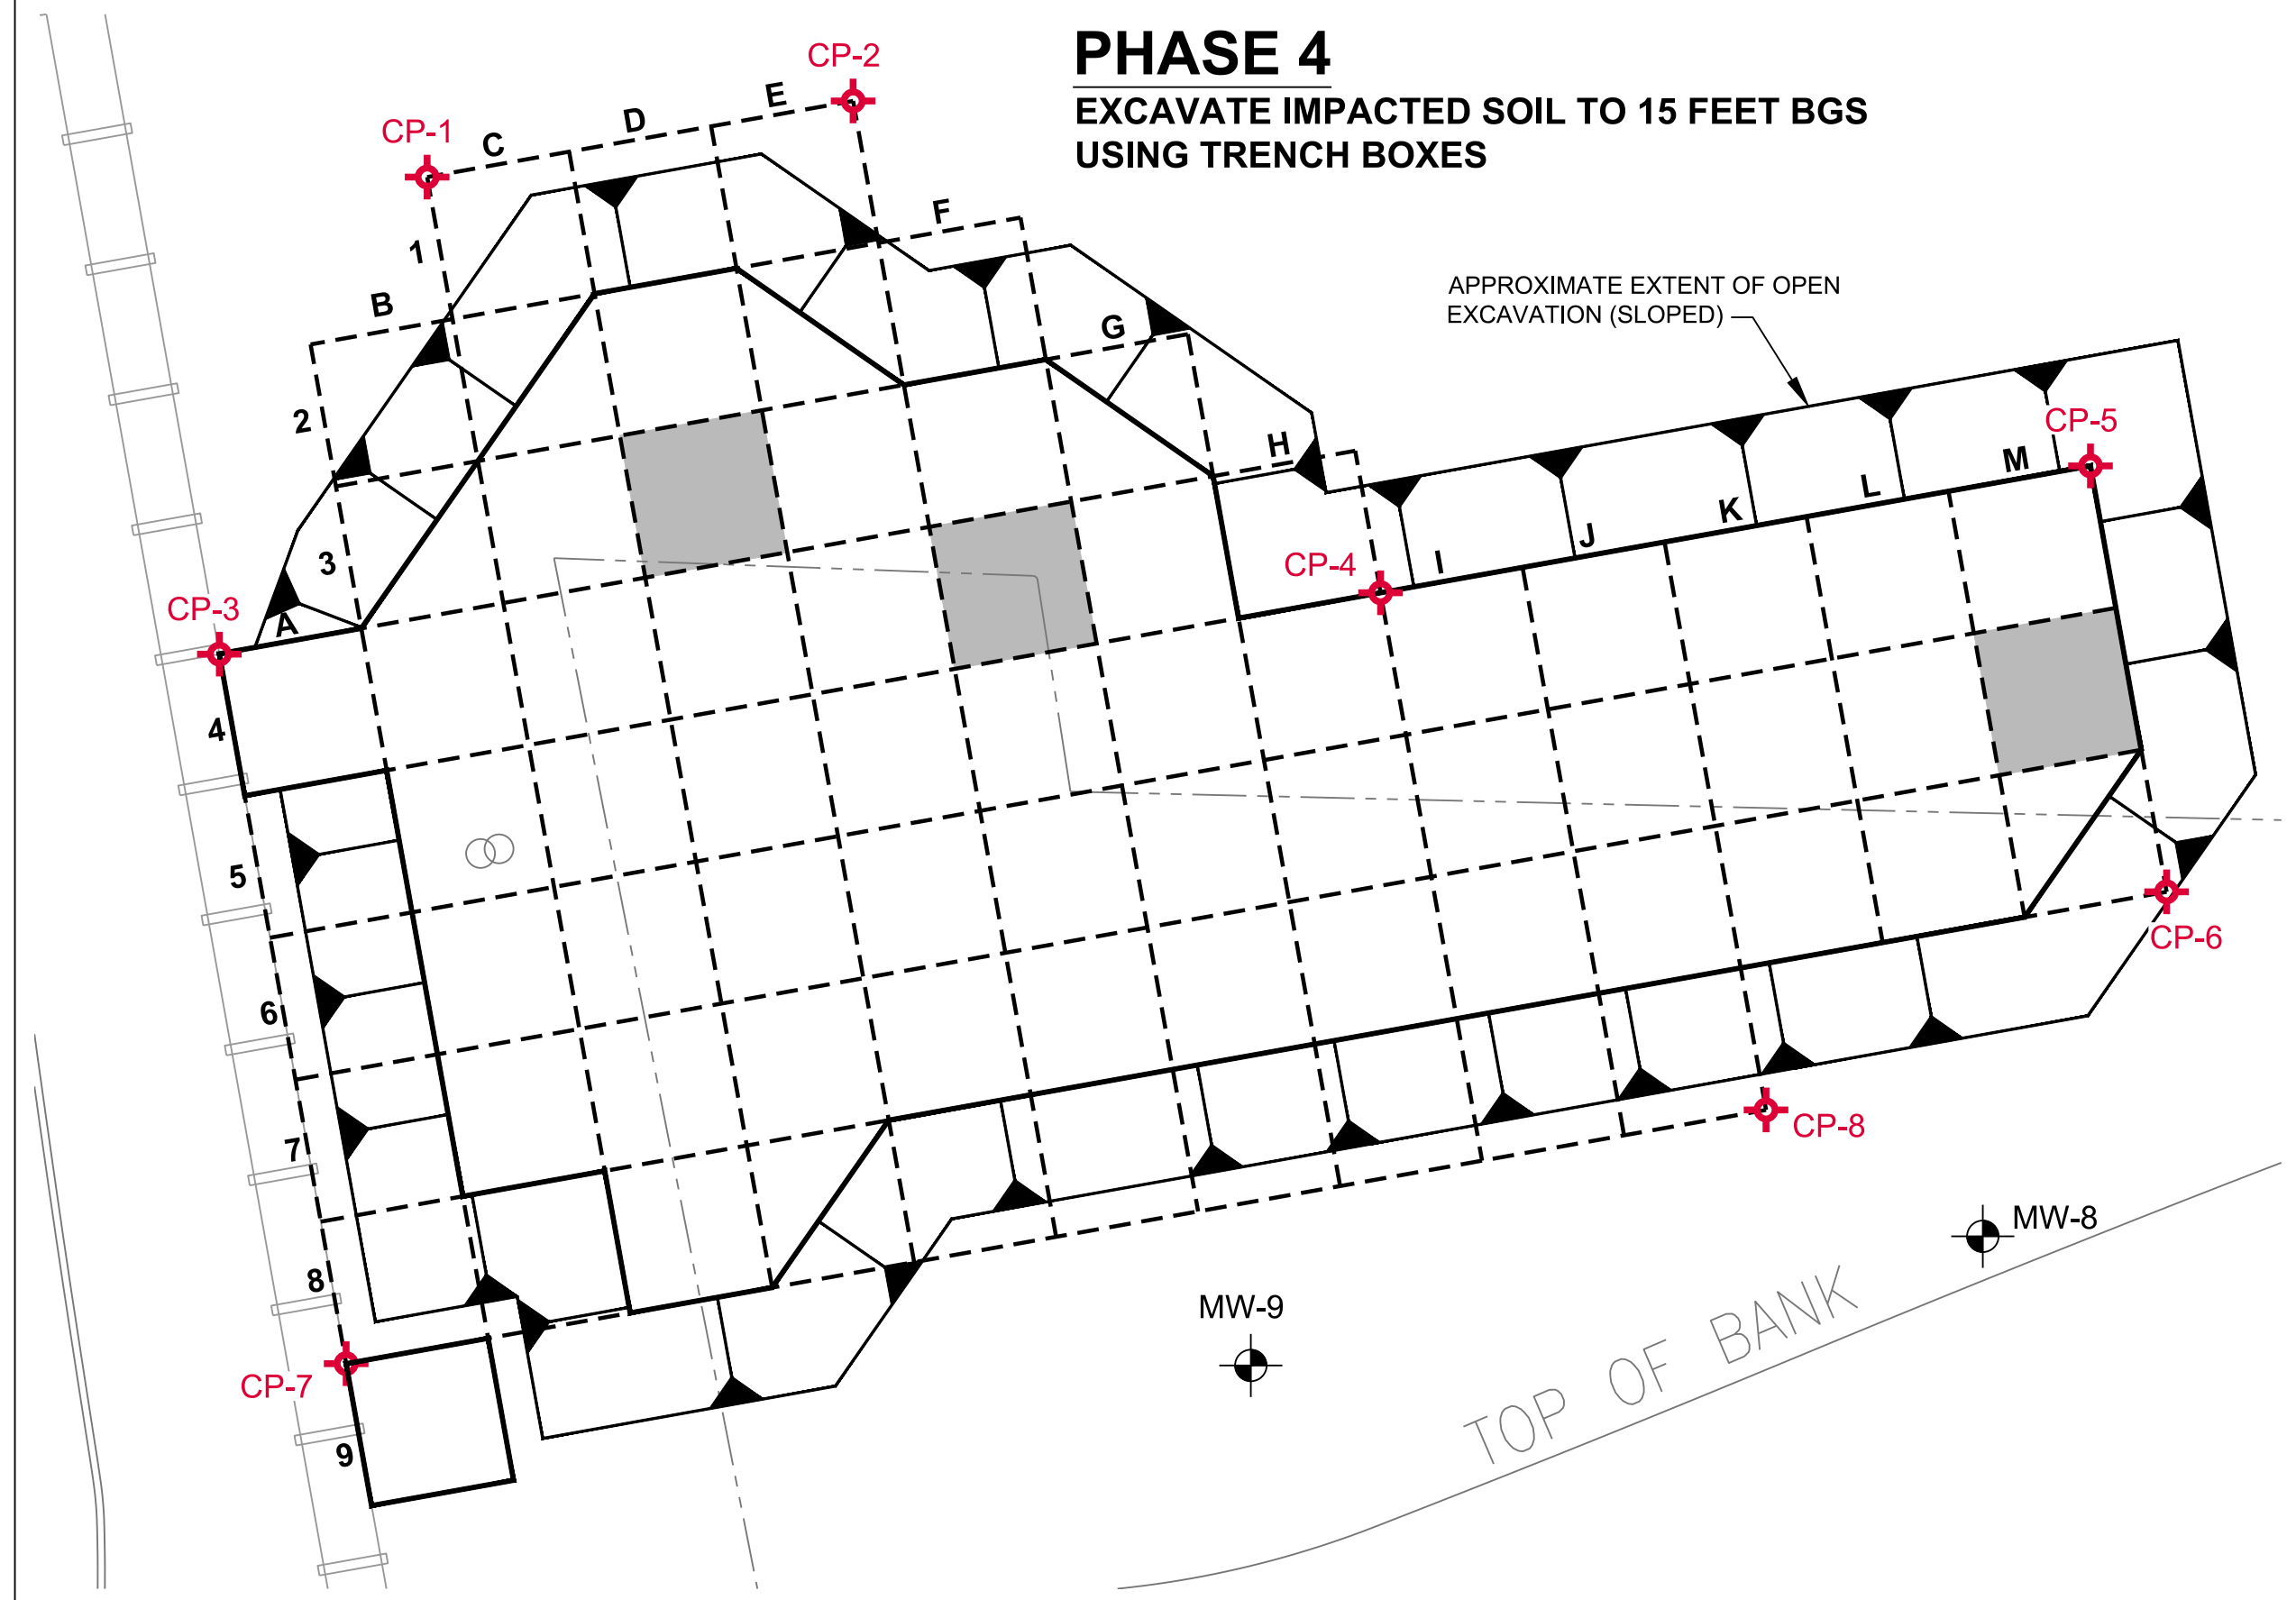 PHASE 4
EXCAVATE IMPACTED SOIL TO 15 FEET BGS
USING TRENCH BOXES
CP-2
CP-1
C
D
E
F
1
B
G
APPROXIMATE EXTENT OF OPEN
EXCAVATION (SLOPED)
2
H
CP-5
M
L
K
J
I
CP-4
3
CP-3
A
4
5
6
7
8
CP-6
CP-8
MW-8
MW-9
CP-7
9
TOP OF BANK